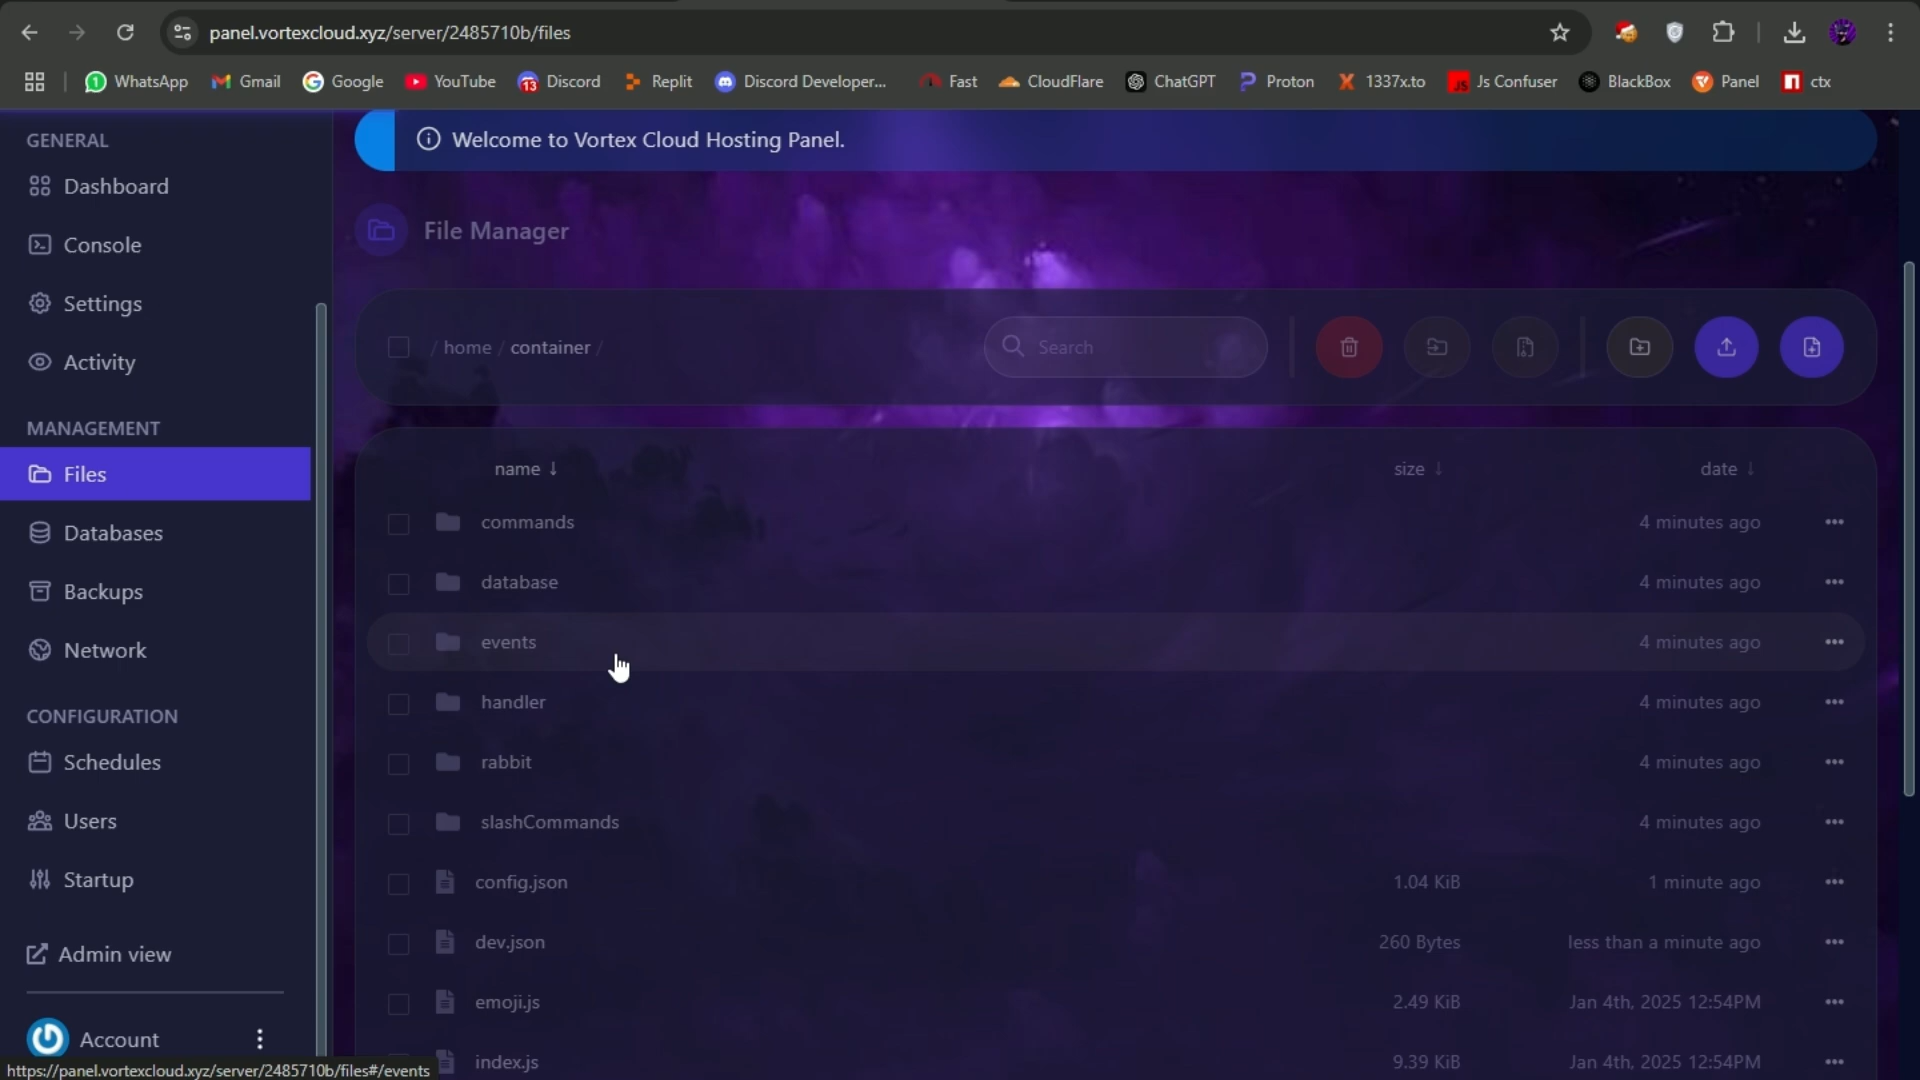 panel.vortexcloud.xyz/server/2485710b/files
WhatsApp Gmail Google YouTube 13 Discord Replit Discord Developer... Fast CloudFlare ChatGPT Proton 1337x.to JS Js Confuser BlackBox Panel ctx
GENERAL
Dashboard
Console
Settings
Activity
MANAGEMENT
Files
Databases
Backups
Network
CONFIGURATION
Schedules
Users
Startup
Admin view
Account
https://panel.vortexcloud.xyz/server/2485710b/files#/events
Welcome to Vortex Cloud Hosting Panel.
File Manager
/ home / container /
Search
name ↓ size ↓ date ↓
commands 4 minutes ago
database 4 minutes ago
events 4 minutes ago
handler 4 minutes ago
rabbit 4 minutes ago
slashCommands 4 minutes ago
config.json 1.04 KiB 1 minute ago
dev.json 260 Bytes less than a minute ago
emoji.js 2.49 KiB Jan 4th, 2025 12:54PM
index.js 9.39 KiB Jan 4th, 2025 12:54PM